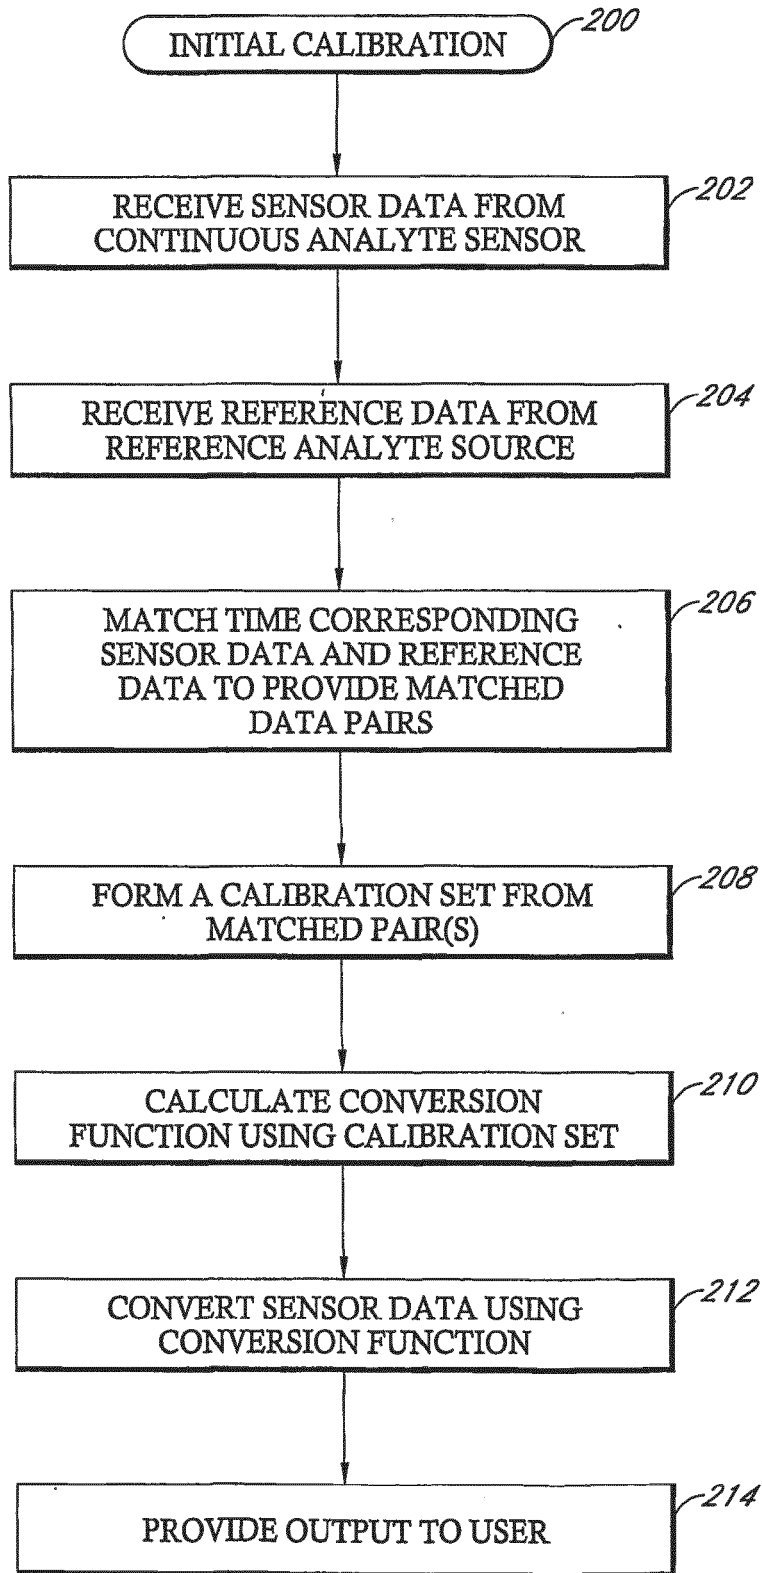 INITIAL CALIBRATION
200
RECEIVE SENSOR DATA FROM
CONTINUOUS ANALYTE SENSOR
202
RECEIVE REFERENCE DATA FROM
REFERENCE ANALYTE SOURCE
204
MATCH TIME CORRESPONDING
SENSOR DATA AND REFERENCE
DATA TO PROVIDE MATCHED
DATA PAIRS
206
FORM A CALIBRATION SET FROM
MATCHED PAIR(S)
208
CALCULATE CONVERSION
FUNCTION USING CALIBRATION SET
210
CONVERT SENSOR DATA USING
CONVERSION FUNCTION
212
PROVIDE OUTPUT TO USER
214